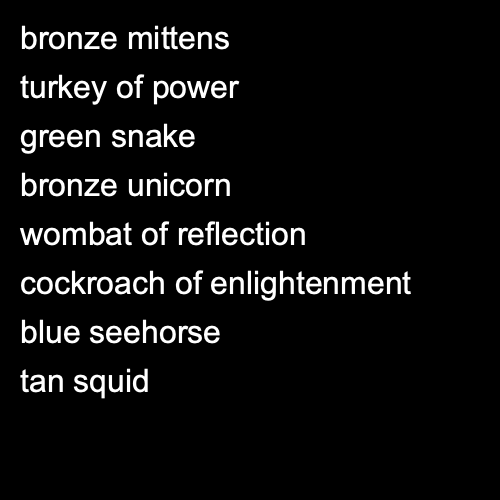 bronze mittens
turkey of power
green snake
bronze unicorn
wombat of reflection
cockroach of enlightenment
blue seehorse
tan squid